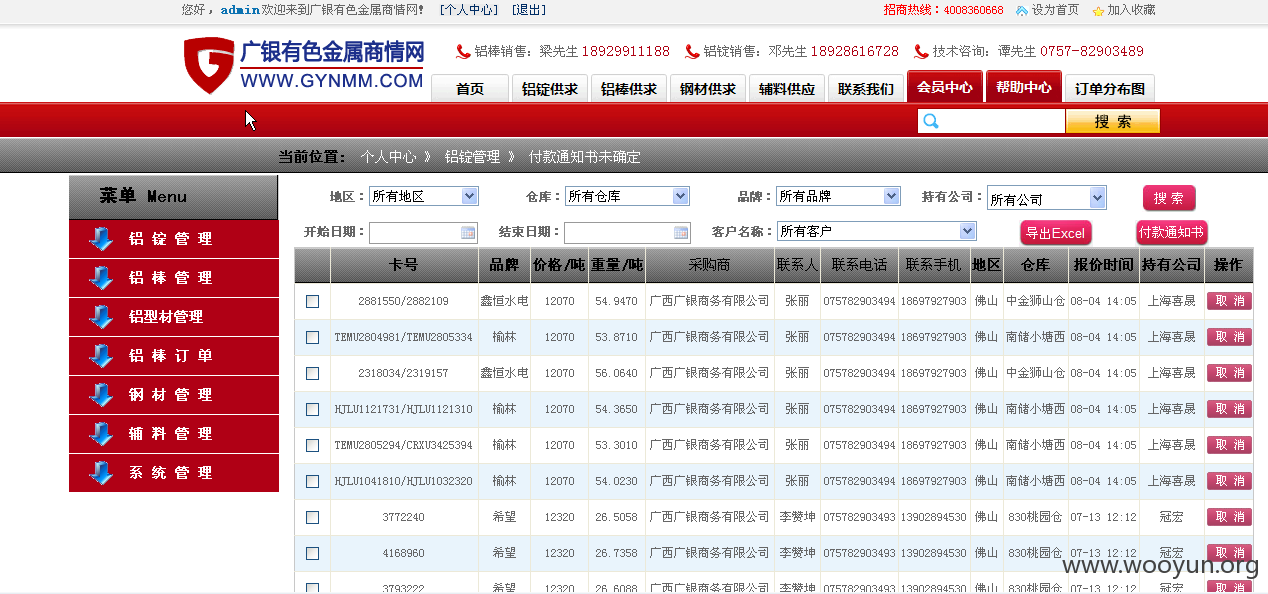 您好，admin欢迎来到广银有色金属商情网! [个人中心] [退出] 招商热线：4008360668 设为首页 加入收藏
广银有色金属商情网
WWW.GYNMM.COM
铝棒销售：梁先生 18929911188 铝锭销售：邓先生 18928616728 技术咨询：谭先生 0757-82903489
首页 铝锭供求 铝棒供求 钢材供求 辅料供应 联系我们 会员中心 帮助中心 订单分布图
搜 索
当前位置： 个人中心 》 铝锭管理 》 付款通知书未确定
菜单 Menu
铝 锭 管 理
铝 棒 管 理
铝型材管理
铝 棒 订 单
钢 材 管 理
辅 料 管 理
系 统 管 理
地区：所有地区 仓库：所有仓库 品牌：所有品牌 持有公司：所有公司 搜 索
开始日期： 结束日期： 客户名称：所有客户 导出Excel 付款通知书
卡号 品牌 价格/吨 重量/吨 采购商 联系人 联系电话 联系手机 地区 仓库 报价时间 持有公司 操作
2881550/2882109 鑫恒水电 12070 54.9470 广西广银商务有限公司 张丽 075782903494 18697927903 佛山 中金狮山仓 08-04 14:05 上海喜晟 取 消
TEMU2804981/TEMU2805334 榆林 12070 53.8710 广西广银商务有限公司 张丽 075782903494 18697927903 佛山 南储小塘西 08-04 14:05 上海喜晟 取 消
2318034/2319157 鑫恒水电 12070 56.0640 广西广银商务有限公司 张丽 075782903494 18697927903 佛山 中金狮山仓 08-04 14:05 上海喜晟 取 消
HJLU1121731/HJLU1121310 榆林 12070 54.3650 广西广银商务有限公司 张丽 075782903494 18697927903 佛山 南储小塘西 08-04 14:05 上海喜晟 取 消
TEMU2805294/CRXU3425394 榆林 12070 53.3010 广西广银商务有限公司 张丽 075782903494 18697927903 佛山 南储小塘西 08-04 14:05 上海喜晟 取 消
HJLU1041810/HJLU1032320 榆林 12070 54.0230 广西广银商务有限公司 张丽 075782903494 18697927903 佛山 南储小塘西 08-04 14:05 上海喜晟 取 消
3772240 希望 12320 26.5058 广西广银商务有限公司 李赞坤 075782903493 13902894530 佛山 830桃园仓 07-13 12:12 冠宏 取 消
4168960 希望 12320 26.7358 广西广银商务有限公司 李赞坤 075782903493 13902894530 佛山 830桃园仓 07-13 12:12 冠宏 取 消
3793222 希望 12320 26.6088 广西广银商务有限公司 李赞坤 075782903493 13902894530 佛山 830桃园仓 07-13 12:12 冠宏 取 消
www.wooyun.org